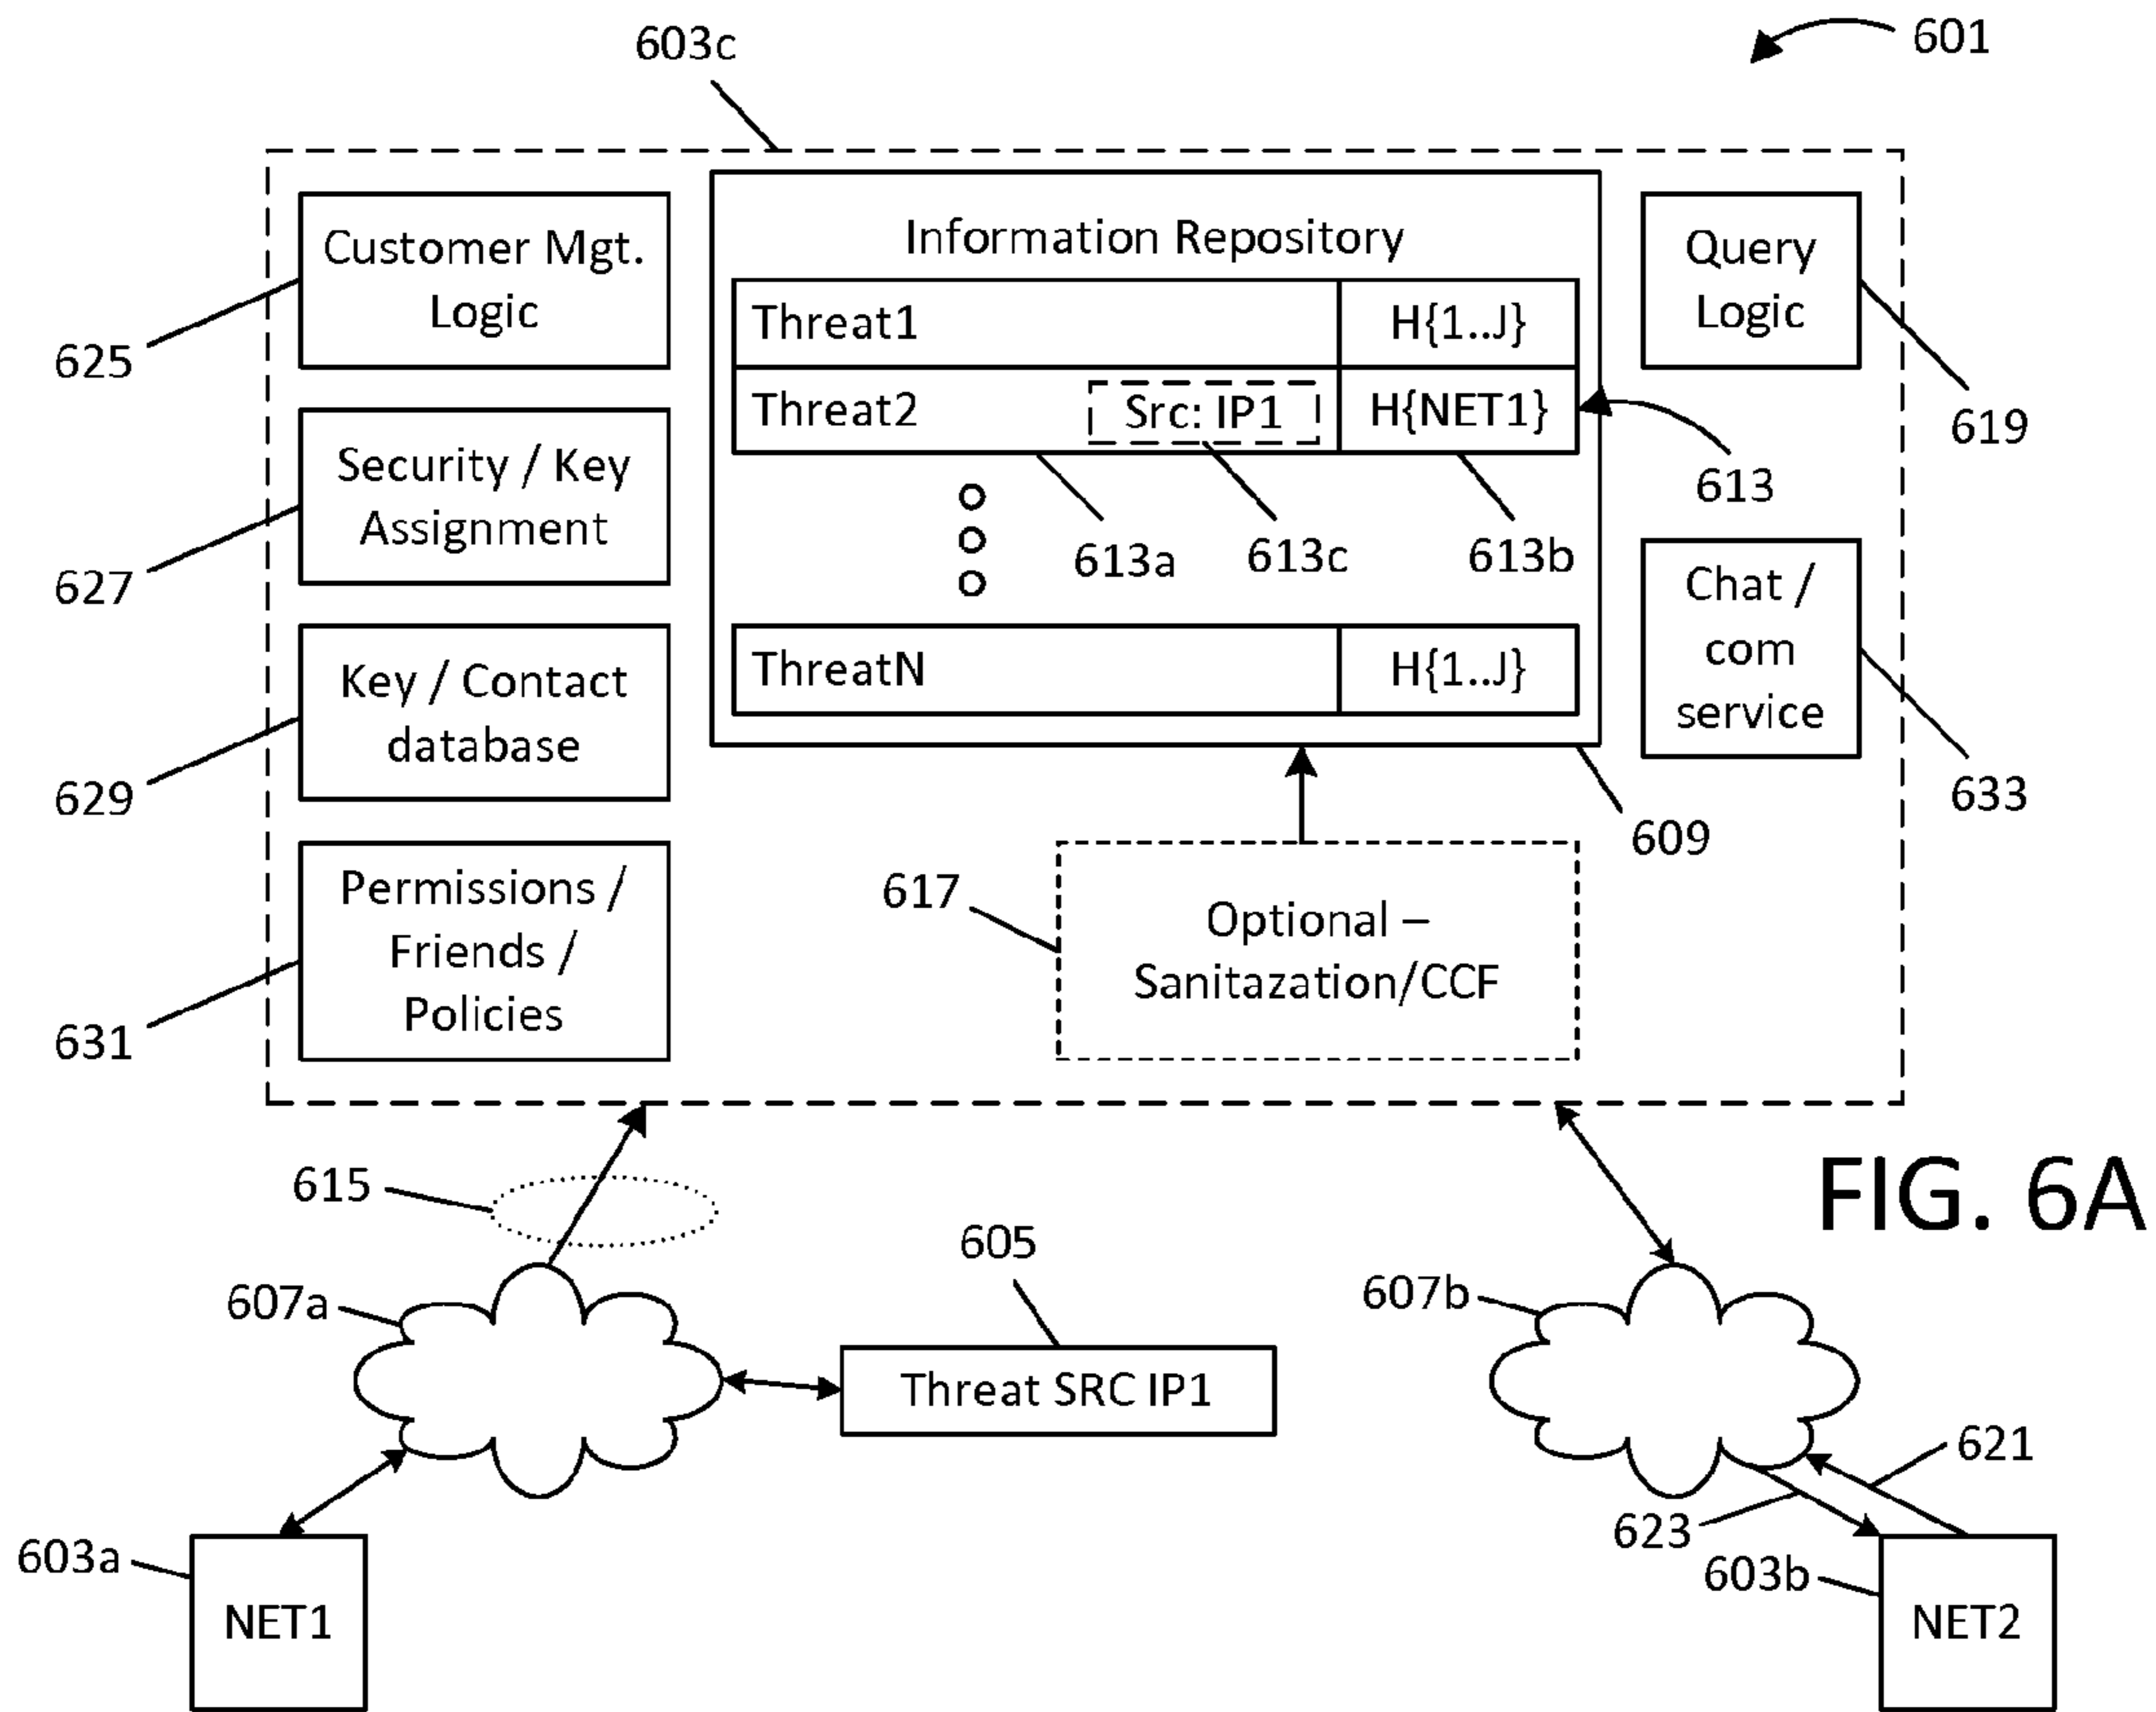 603c
601
Customer Mgt.
Logic
625
Security / Key
Assignment
627
Key / Contact
database
629
Permissions /
Friends /
Policies
631
Information Repository
Threat1
H{1..J}
Threat2
Src: IP1
H{NET1}
613
613a
613c
613b
ThreatN
H{1..J}
609
Query
Logic
619
Chat /
com
service
633
617
Optional –
Sanitazation/CCF
615
FIG. 6A
605
607a
607b
Threat SRC IP1
621
623
603a
NET1
603b
NET2